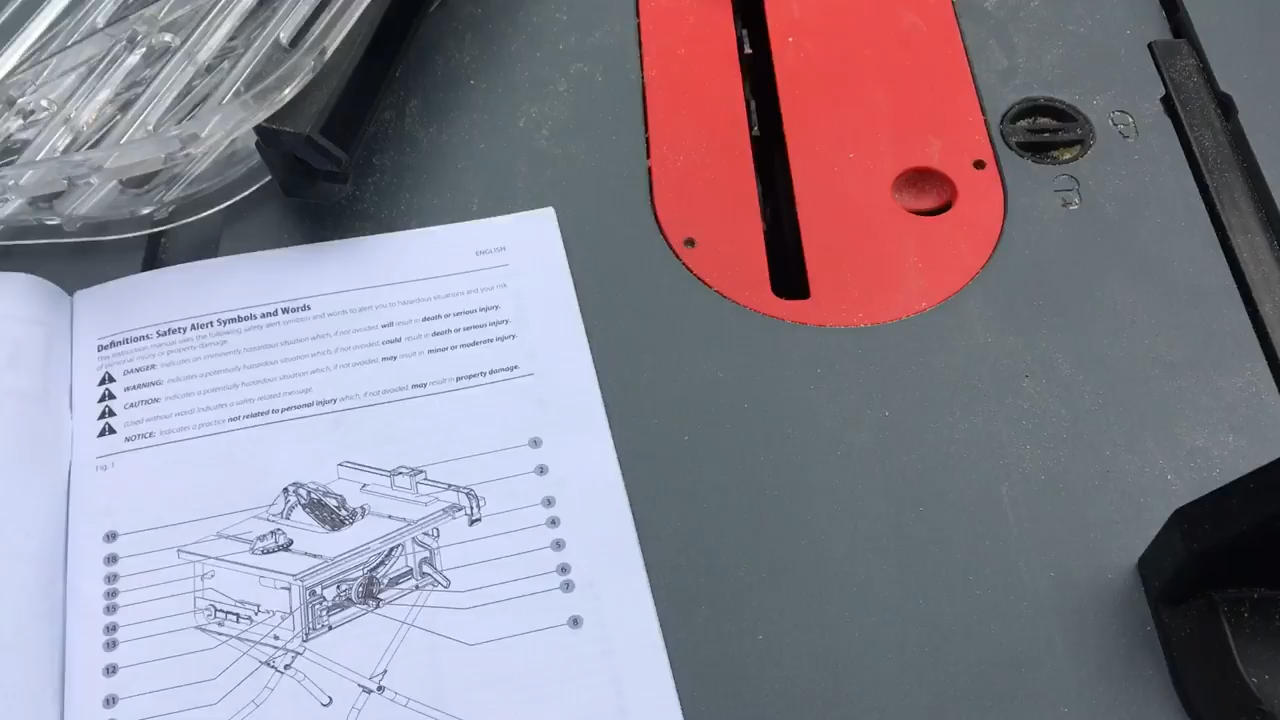 ENGLISH
Definitions: Safety Alert Symbols and Words
This instruction manual uses the following safety alert symbols and words to alert you to hazardous situations and your risk
of personal injury or property damage.
DANGER: Indicates an imminently hazardous situation which, if not avoided, will result in death or serious injury.
WARNING: Indicates a potentially hazardous situation which, if not avoided, could result in death or serious injury.
CAUTION: Indicates a potentially hazardous situation which, if not avoided, may result in minor or moderate injury.
(Used without word) Indicates a safety related message.
NOTICE: Indicates a practice not related to personal injury which, if not avoided, may result in property damage.
Fig. 1
1
2
3
4
5
6
7
8
19
18
17
16
15
14
13
12
11